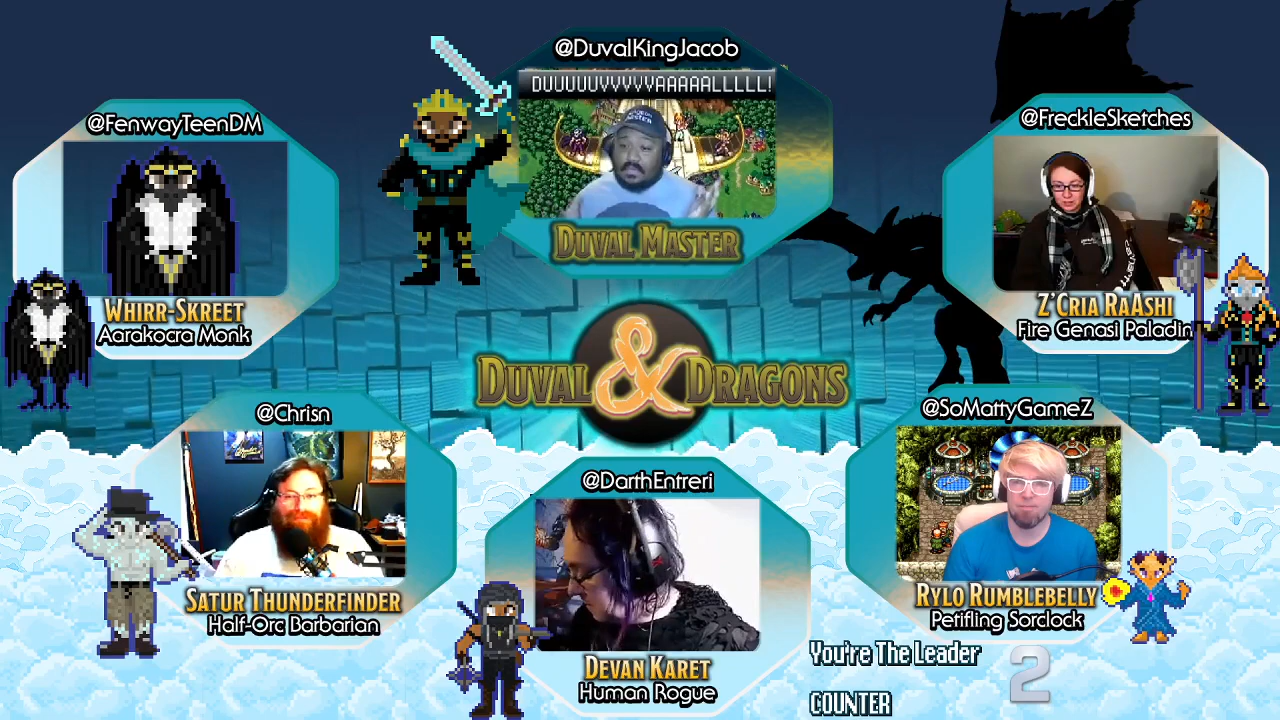 @DuvalKingJacob
DUUUUUVVVVVAAAAALLLLL!
DUVAL MASTER
@FenwayTeenDM
WHIRR-SKREET
Aarakocra Monk
@FreckleSketches
Z'CRIA RAASHI
Fire Genasi Paladin
DUVAL & DRAGONS
@Chrisn
SATUR THUNDERFINDER
Half-Orc Barbarian
@DarthEntreri
DEVAN KARET
Human Rogue
@SoMattyGameZ
RYLO RUMBLEBELLY
Petifling Sorclock
You're The Leader
COUNTER
2